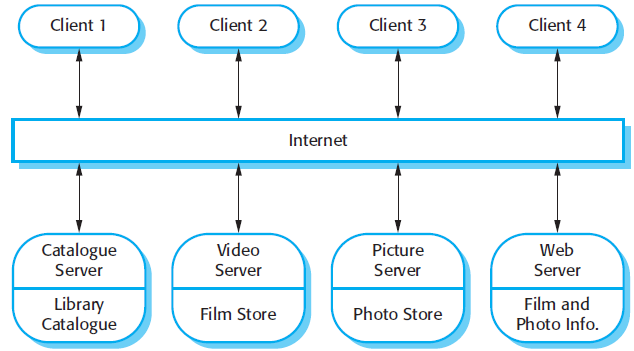 Client 1
Client 2
Client 3
Client 4
Internet
Catalogue
Server
Library
Catalogue
Video
Server
Film Store
Picture
Server
Photo Store
Web
Server
Film and
Photo Info.